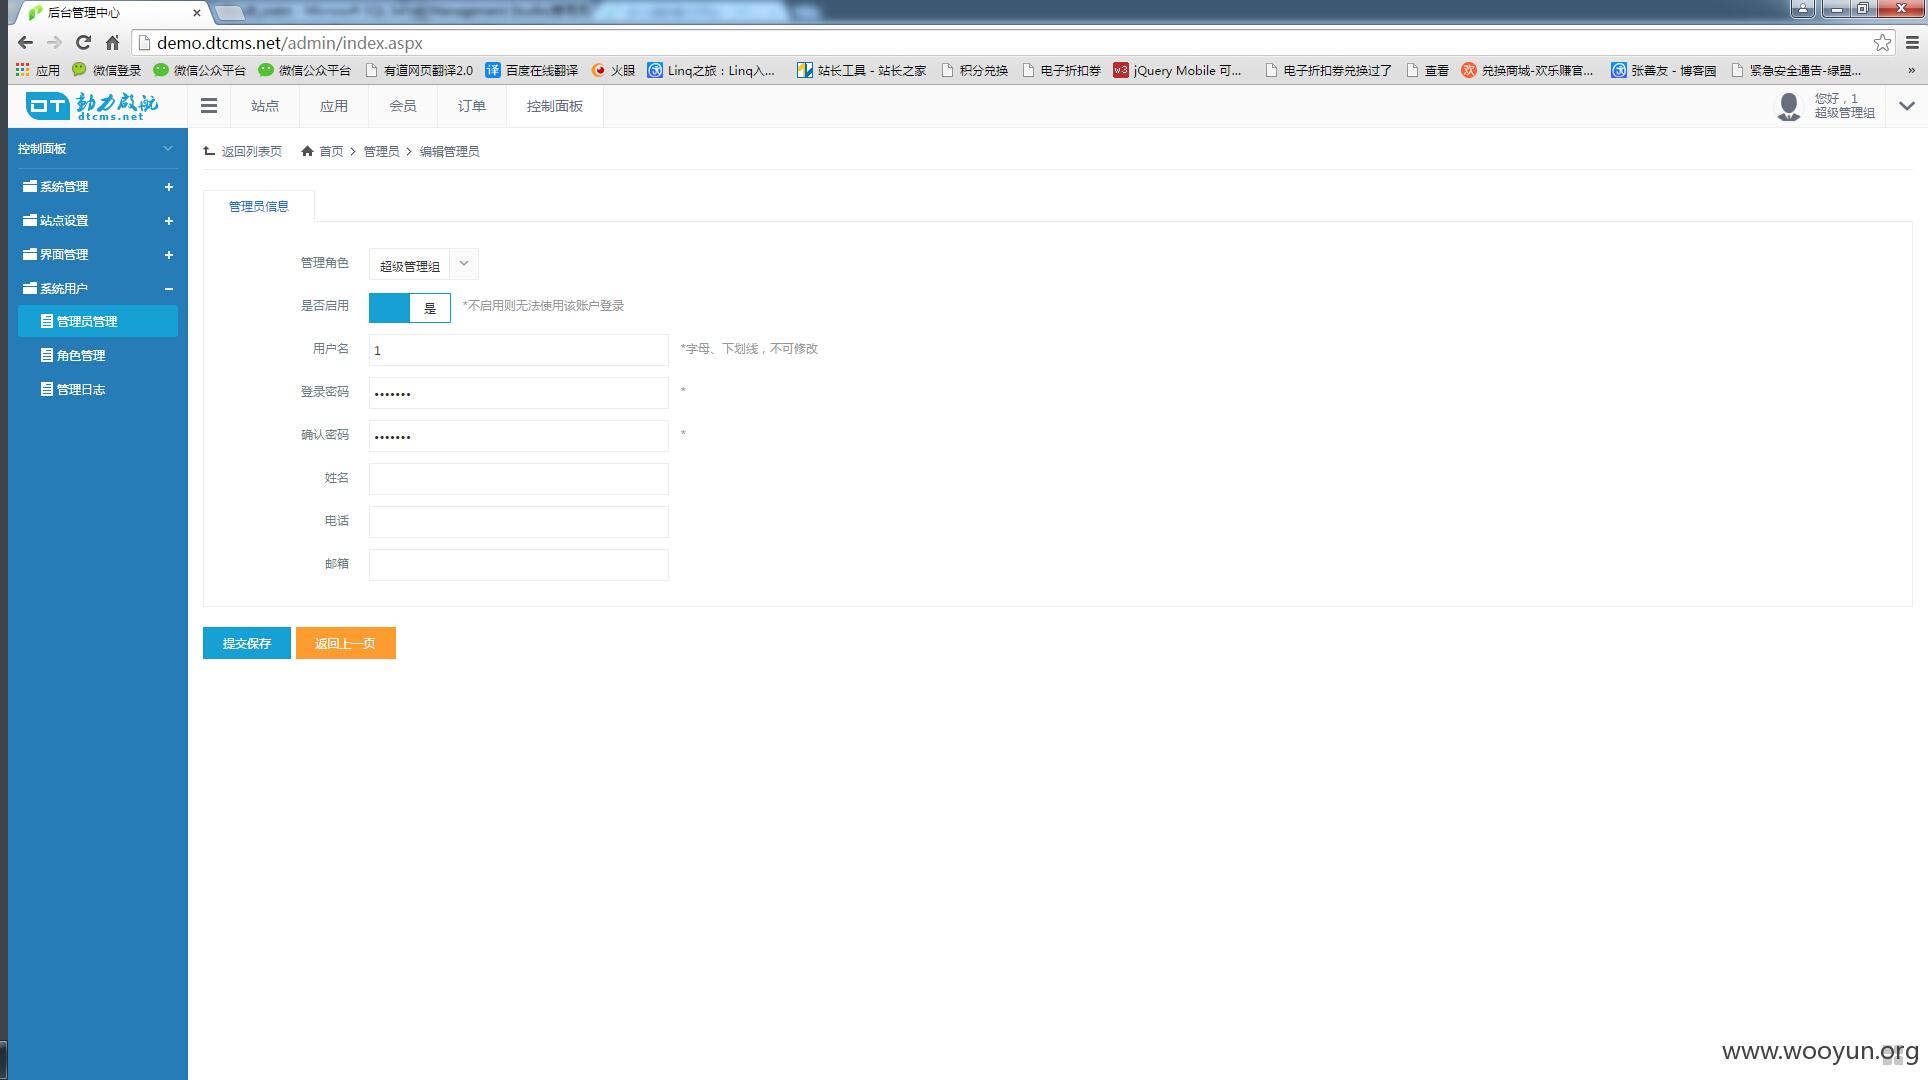 后台管理中心
demo.dtcms.net/admin/index.aspx
应用 微信登录 微信公众平台 微信公众平台 有道网页翻译2.0 百度在线翻译 火眼 Linq之旅：Linq入... 站长工具 - 站长之家 积分兑换 电子折扣券 jQuery Mobile 可... 电子折扣券兑换过了 查看 兑换商城-欢乐赚官... 张善友 - 博客园 紧急安全通告-绿盟... »
DT 动力启航
dtcms.net
站点 应用 会员 订单 控制面板
您好，1
超级管理组
控制面板
系统管理
站点设置
界面管理
系统用户
管理员管理
角色管理
管理日志
返回列表页 首页 > 管理员 > 编辑管理员
管理员信息
管理角色 超级管理组
是否启用 是 *不启用则无法使用该账户登录
用户名 1 *字母、下划线，不可修改
登录密码 ••••••• *
确认密码 ••••••• *
姓名
电话
邮箱
提交保存 返回上一页
www.wooyun.org